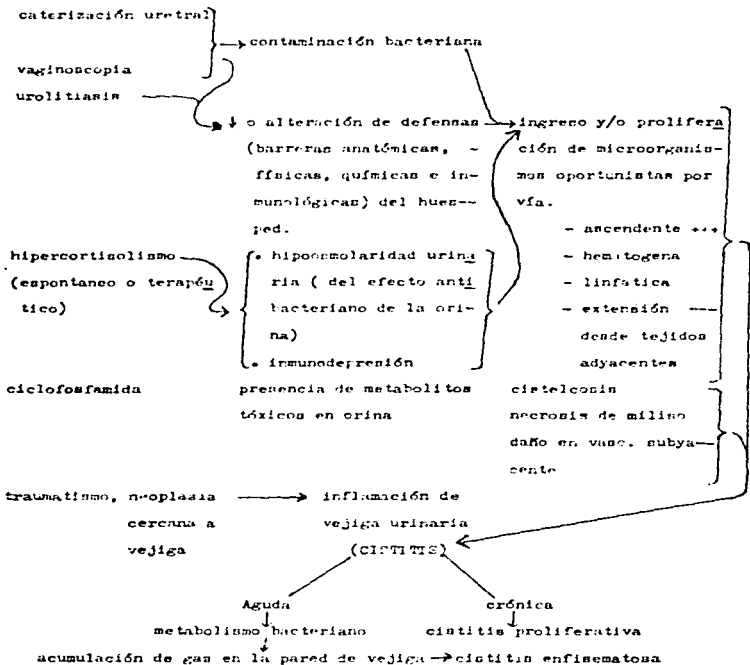 caterización uretral
contaminación bacteriana
vaginoscopia
urolitiasis
↓ o alteración de defensas
(barreras anatómicas, -
físicas, químicas e in-
munológicas) del hues--
ped.
ingreso y/o prolifera
ción de microorganis-
mos oportunistas por
vía.
- ascendente +++
- hematogena
- linfatica
- extensión
desde tejidos
adyacentes
hipercortisolismo
(espontaneo o terapéu
tico)
• hipoosmolaridad urina
ria ( del efecto anti
bacteriano de la ori-
na)
• inmunodepresión
ciclofosfamida
presencia de metabolitos
tóxicos en orina
cistelcosis
necrosis de
daño en vasc. subya-
cente
traumatismo, neoplasia
cercana a
vejiga
inflamación de
vejiga urinaria
(CISTITIS)
Aguda
crónica
metabolismo bacteriano
cistitis proliferativa
acumulación de gas en la pared de vejiga → cistitis enfisematosa